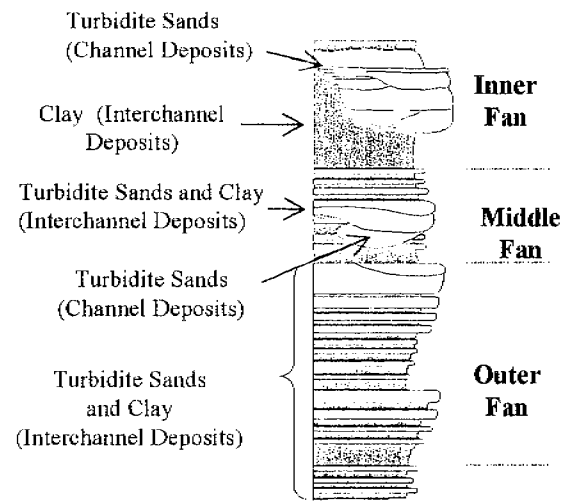 Turbidite Sands
(Channel Deposits)
Inner
Fan
Clay (Interchannel
Deposits)
Turbidite Sands and Clay
(Interchannel Deposits)
Middle
Fan
Turbidite Sands
(Channel Deposits)
Turbidite Sands
and Clay
(Interchannel Deposits)
Outer
Fan